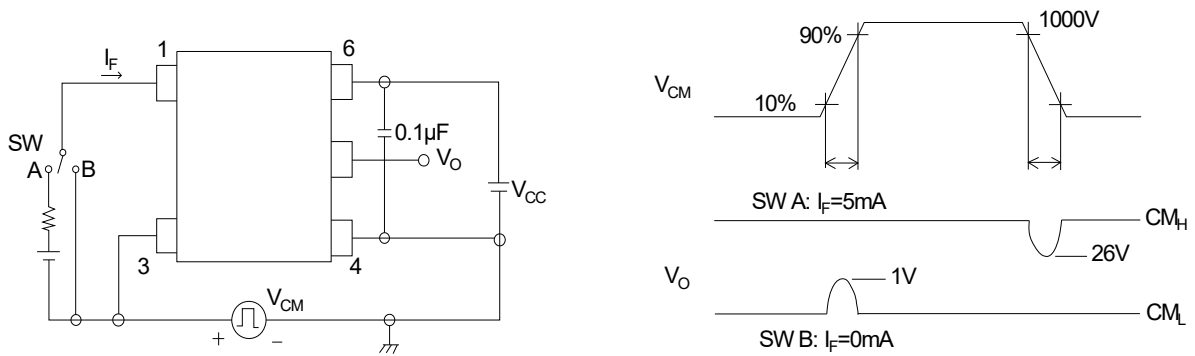 I_F
1
6
SW
A
B
0.1µF
V_O
V_CC
3
4
V_CM
+
-
90%
1000V
V_CM
10%
SW A: I_F=5mA
CM_H
26V
1V
V_O
CM_L
SW B: I_F=0mA